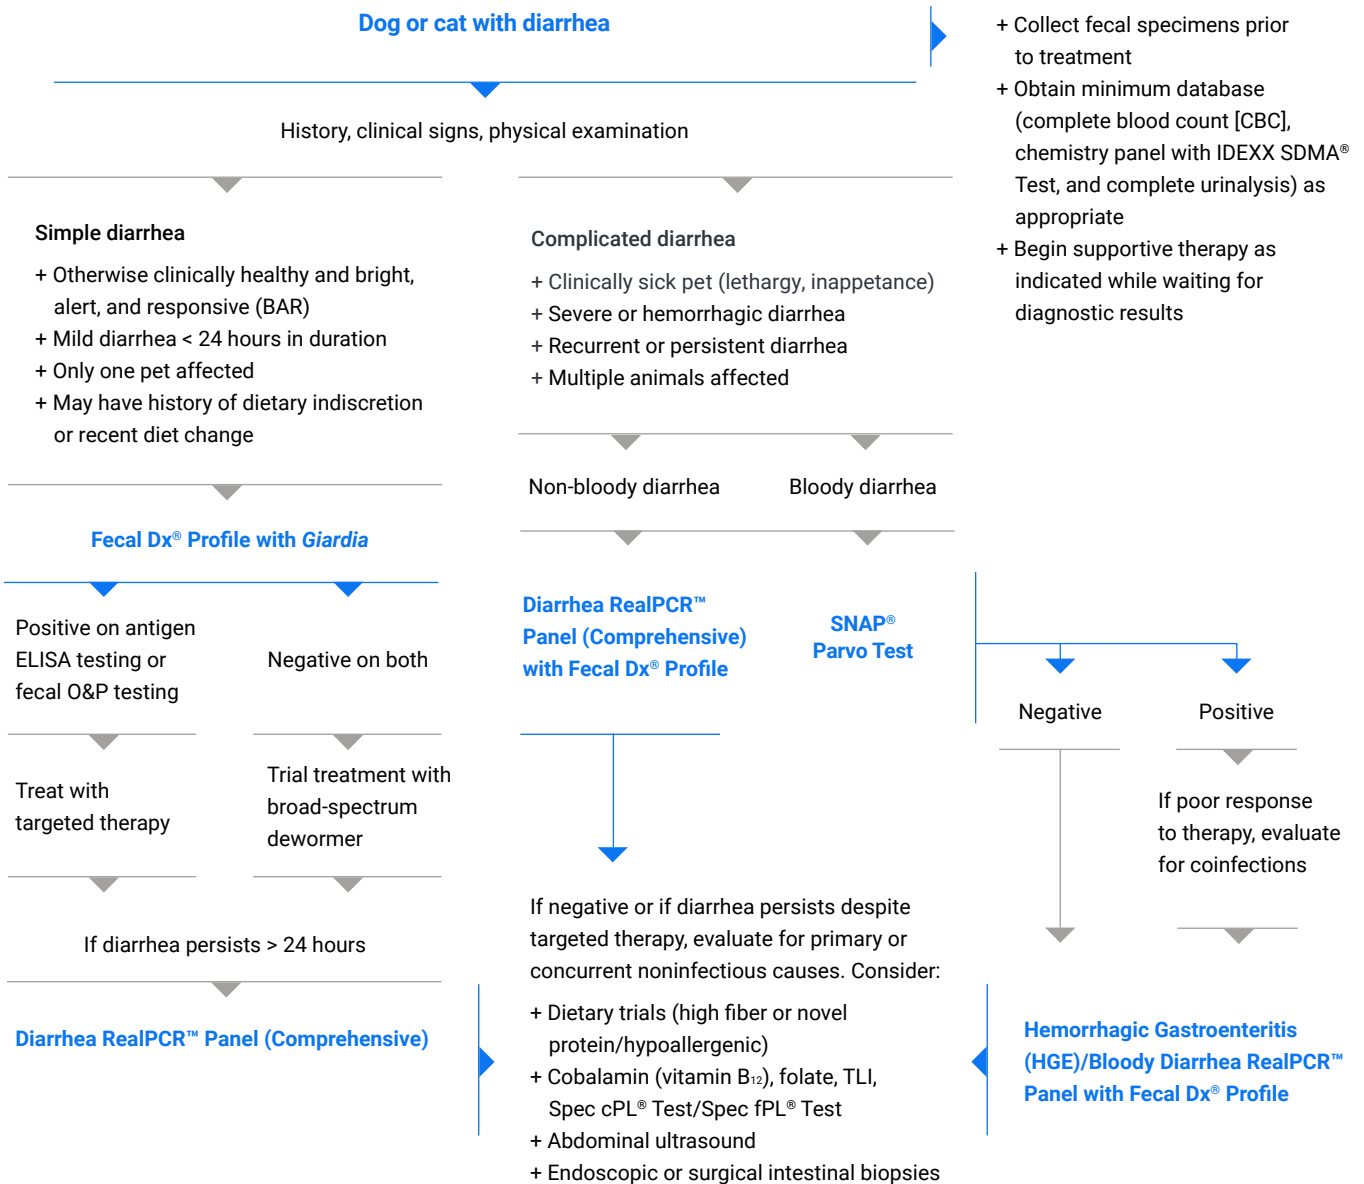 Dog or cat with diarrhea
+ Collect fecal specimens prior
to treatment
+ Obtain minimum database
(complete blood count [CBC],
chemistry panel with IDEXX SDMA®
Test, and complete urinalysis) as
appropriate
+ Begin supportive therapy as
indicated while waiting for
diagnostic results
History, clinical signs, physical examination
Simple diarrhea
+ Otherwise clinically healthy and bright,
alert, and responsive (BAR)
+ Mild diarrhea < 24 hours in duration
+ Only one pet affected
+ May have history of dietary indiscretion
or recent diet change
Complicated diarrhea
+ Clinically sick pet (lethargy, inappetance)
+ Severe or hemorrhagic diarrhea
+ Recurrent or persistent diarrhea
+ Multiple animals affected
Non-bloody diarrhea
Bloody diarrhea
Fecal Dx® Profile with Giardia
Positive on antigen
ELISA testing or
fecal O&P testing
Negative on both
Treat with
targeted therapy
Trial treatment with
broad-spectrum
dewormer
If diarrhea persists > 24 hours
Diarrhea RealPCR™ Panel (Comprehensive)
Diarrhea RealPCR™
Panel (Comprehensive)
with Fecal Dx® Profile
SNAP®
Parvo Test
Negative
Positive
If poor response
to therapy, evaluate
for coinfections
If negative or if diarrhea persists despite
targeted therapy, evaluate for primary or
concurrent noninfectious causes. Consider:
+ Dietary trials (high fiber or novel
protein/hypoallergenic)
+ Cobalamin (vitamin B₁₂), folate, TLI,
Spec cPL® Test/Spec fPL® Test
+ Abdominal ultrasound
+ Endoscopic or surgical intestinal biopsies
Hemorrhagic Gastroenteritis
(HGE)/Bloody Diarrhea RealPCR™
Panel with Fecal Dx® Profile